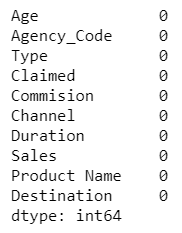 Age 0
Agency_Code 0
Type 0
Claimed 0
Commision 0
Channel 0
Duration 0
Sales 0
Product Name 0
Destination 0
dtype: int64